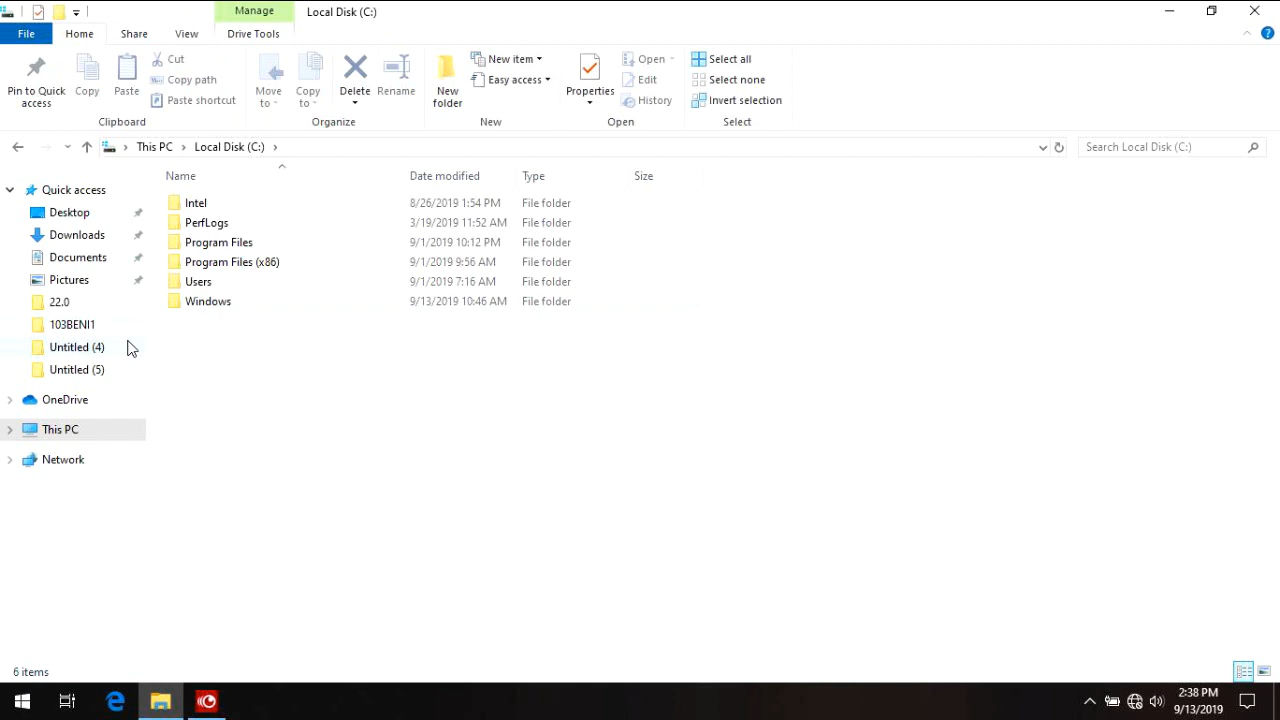 Manage
Local Disk (C:)
File
Home
Share
View
Drive Tools
Pin to Quick access
Copy
Paste
Cut
Copy path
Paste shortcut
Clipboard
Move to
Copy to
Delete
Rename
Organize
New folder
New item
Easy access
New
Properties
Open
Edit
History
Open
Select all
Select none
Invert selection
Select
This PC
Local Disk (C:)
Search Local Disk (C:)
Name Date modified Type Size
Quick access
Desktop
Downloads
Documents
Pictures
22.0
103BENI1
Untitled (4)
Untitled (5)
OneDrive
This PC
Network
Intel 8/26/2019 1:54 PM File folder
PerfLogs 3/19/2019 11:52 AM File folder
Program Files 9/1/2019 10:12 PM File folder
Program Files (x86) 9/1/2019 9:56 AM File folder
Users 9/1/2019 7:16 AM File folder
Windows 9/13/2019 10:46 AM File folder
6 items
2:38 PM
9/13/2019